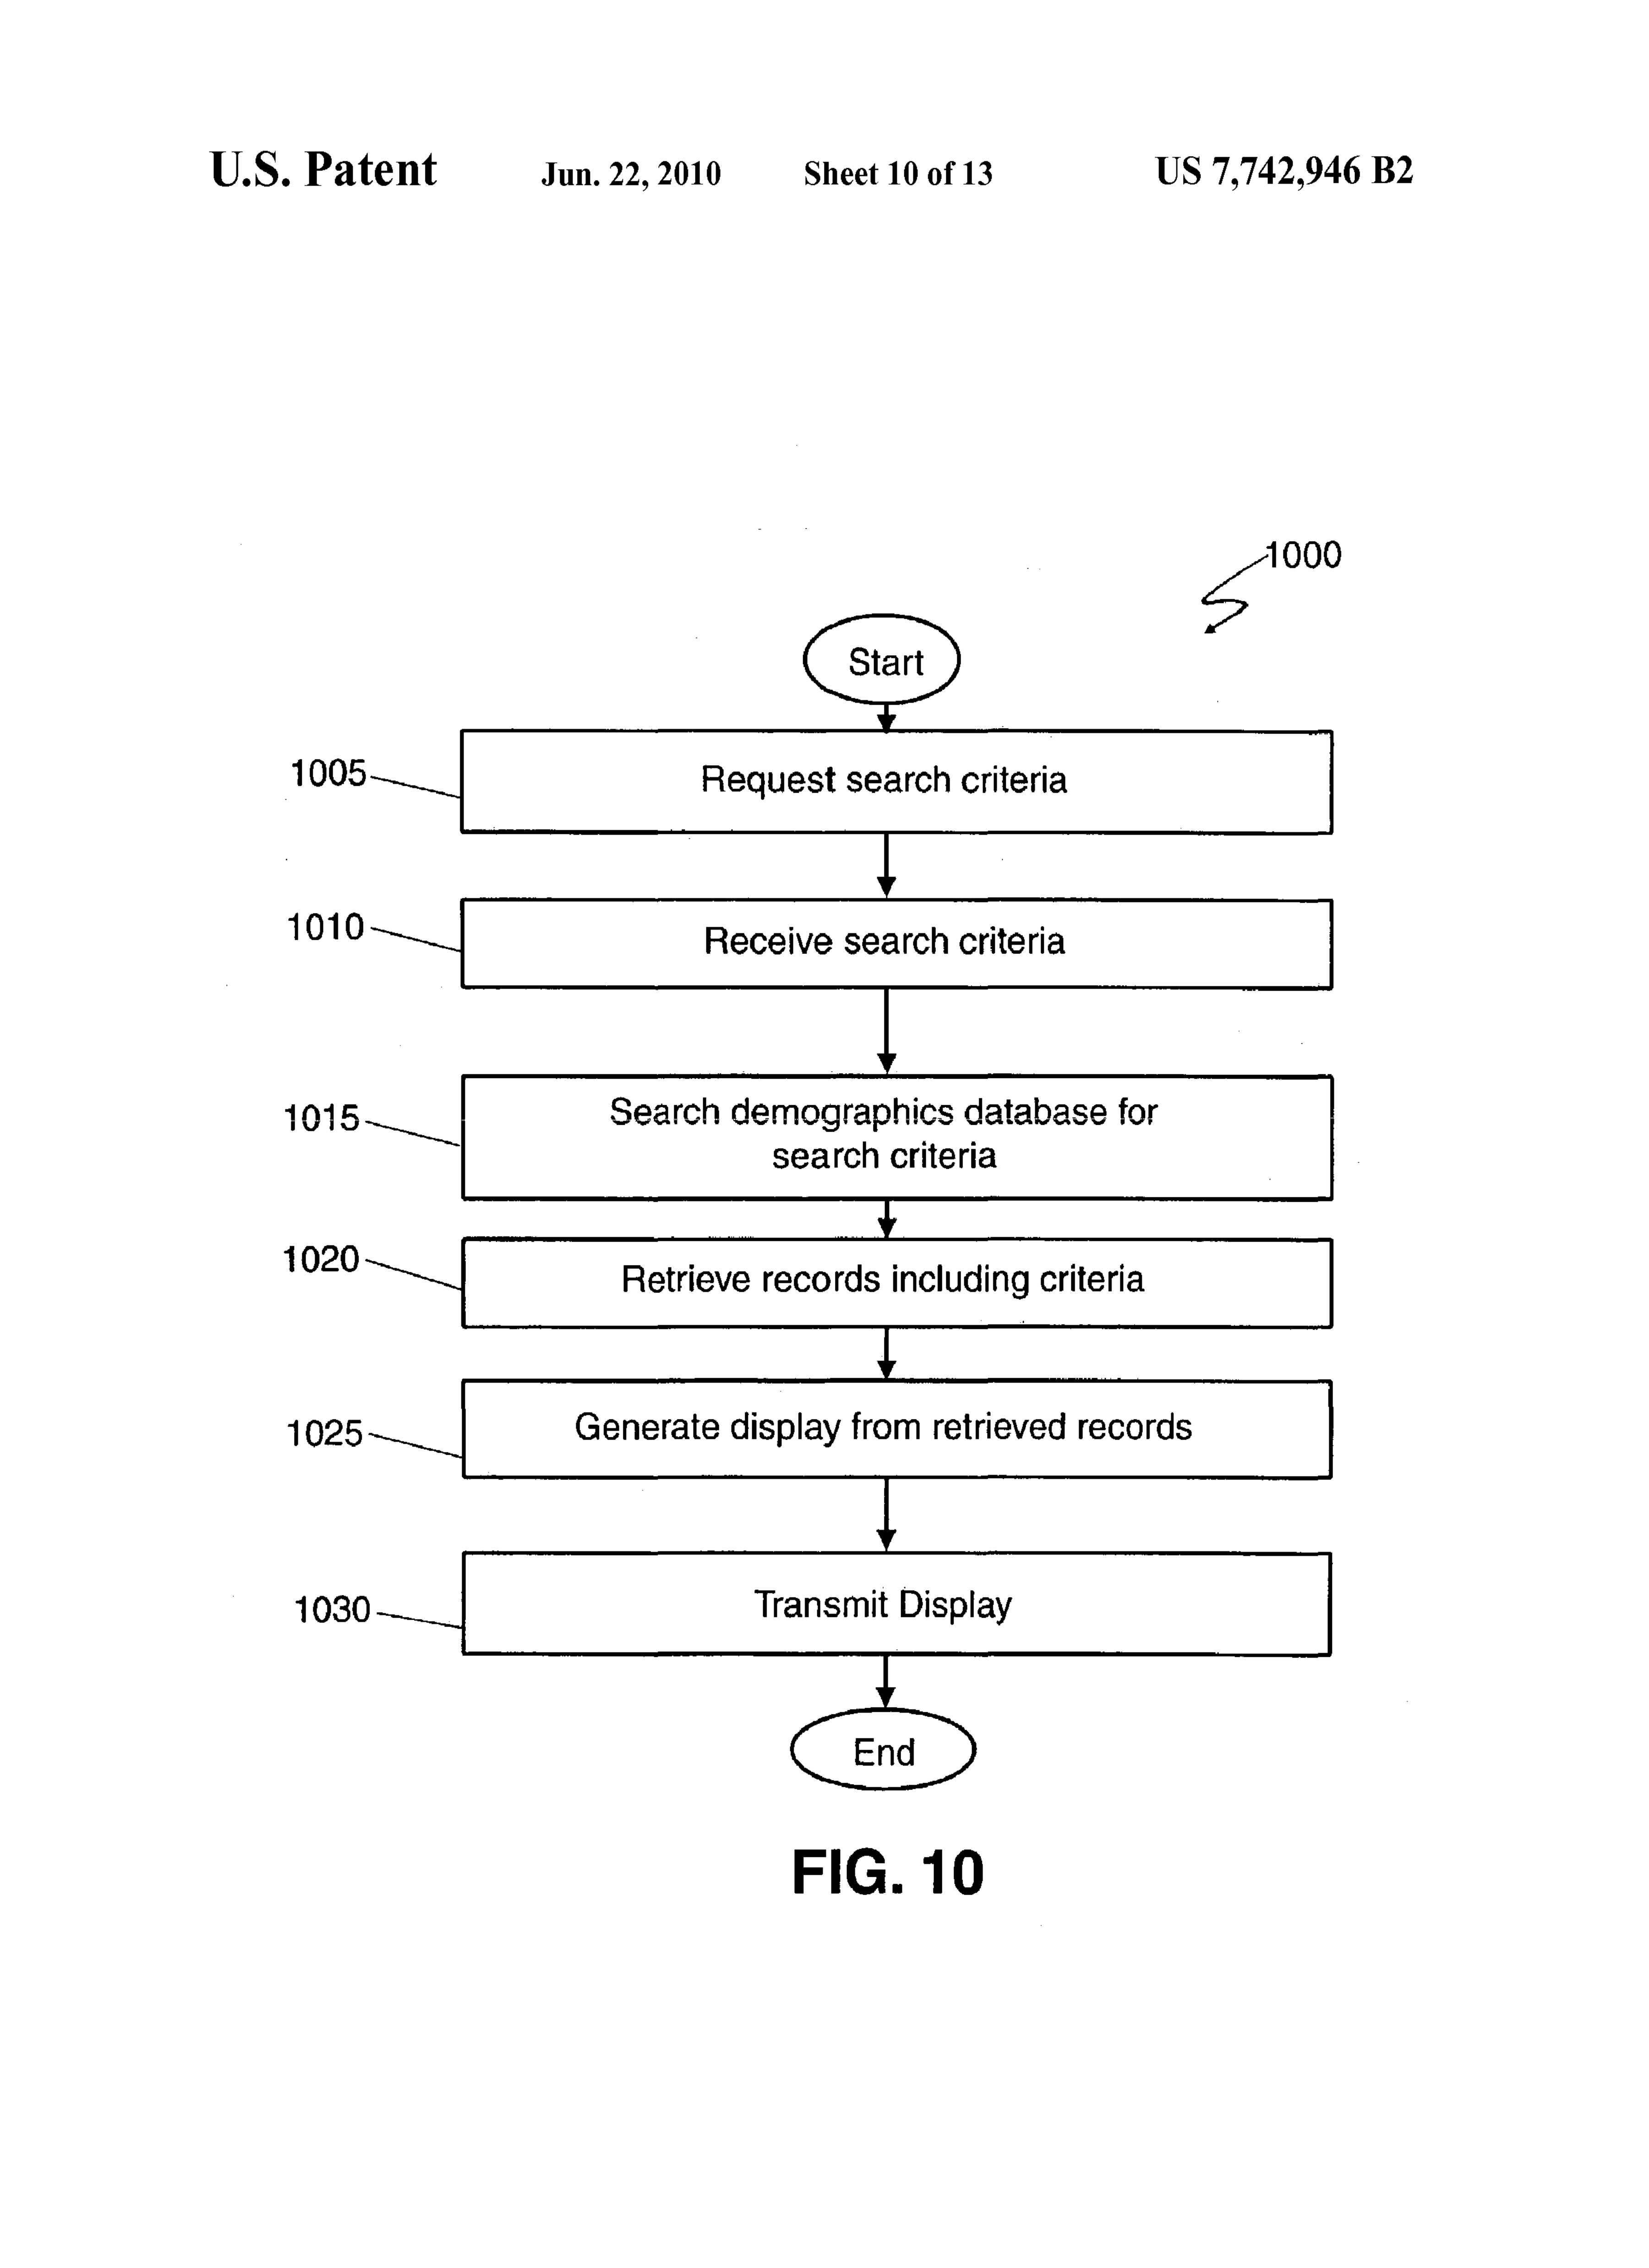 U.S. Patent Jun. 22, 2010 Sheet 10 of 13 US 7,742,946 B2
1000
Start
1005 Request search criteria
1010 Receive search criteria
1015 Search demographics database for
search criteria
1020 Retrieve records including criteria
1025 Generate display from retrieved records
1030 Transmit Display
End
FIG. 10